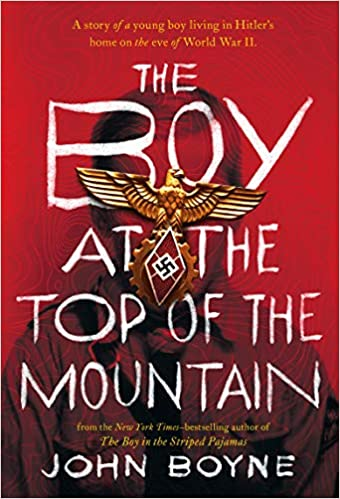 A story of a young boy living in Hitler's
home on the eve of World War II.
THE
BOY
AT THE
TOP OF THE
MOUNTAIN
from the New York Times–bestselling author of
The Boy in the Striped Pajamas
JOHN BOYNE